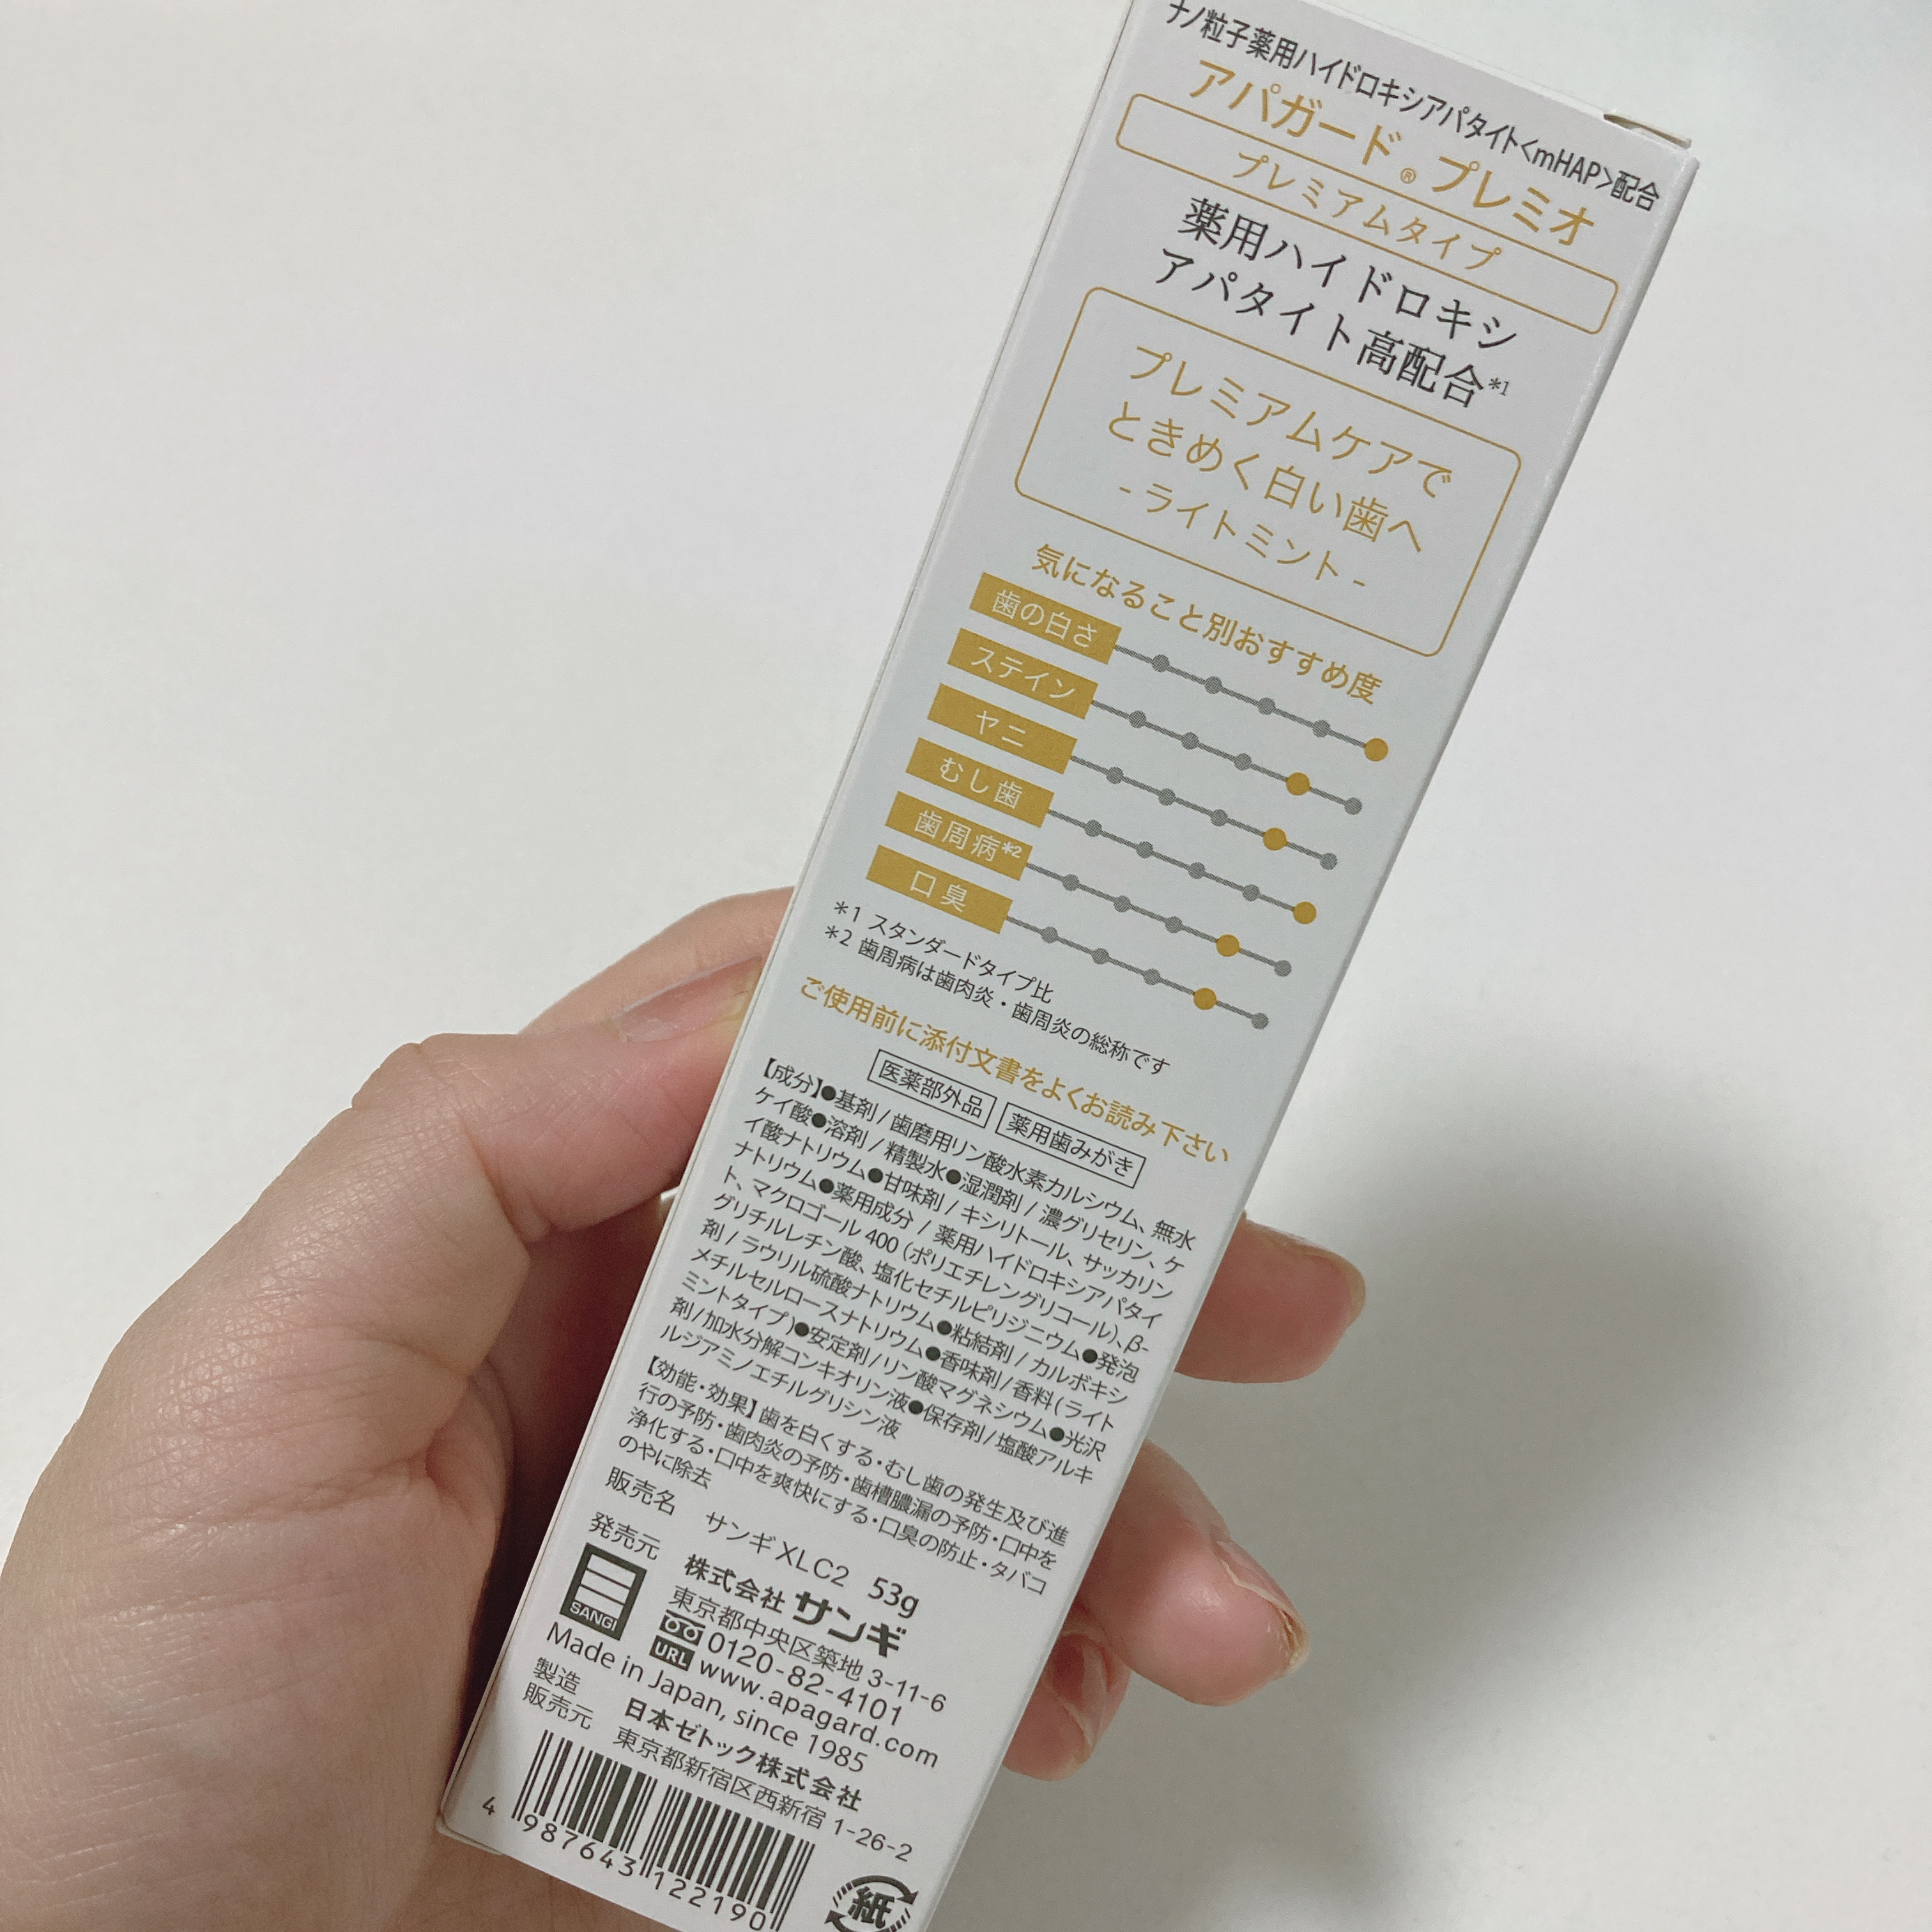 ナノ粒子薬用ハイドロキシアパタイト<mHAP>配合
アパガード® プレミオ
プレミアムタイプ
薬用ハイドロキシ
アパタイト高配合*1
プレミアムケアで
ときめく白い歯へ
- ライトミント -
気になること別おすすめ度
歯の白さ
ステイン
ヤニ
むし歯
歯周病*2
口臭
*1 スタンダードタイプ比
*2 歯周病は歯肉炎・歯周炎の総称です
ご使用前に添付文書をよくお読み下さい
医薬部外品 薬用歯みがき
【成分】●基剤/歯磨用リン酸水素カルシウム、無水
ケイ酸●溶剤/精製水●湿潤剤/濃グリセリン、ケ
イ酸ナトリウム●甘味剤/キシリトール、サッカリン
ナトリウム●薬用成分/薬用ハイドロキシアパタイ
ト、マクロゴール400(ポリエチレングリコール)、β-
グリチルレチン酸、塩化セチルピリジニウム●発泡
剤/ラウリル硫酸ナトリウム●粘結剤/カルボキシ
メチルセルロースナトリウム●香味剤/香料(ライト
ミントタイプ)●安定剤/リン酸マグネシウム●光沢
剤/加水分解コンキオリン液●保存剤/塩酸アルキ
ルジアミノエチルグリシン液
【効能・効果】歯を白くする・むし歯の発生及び進
行の予防・歯肉炎の予防・歯槽膿漏の予防・口中を
浄化する・口中を爽快にする・口臭の防止・タバコ
のやに除去
販売名 サンギXLC2 53g
発売元 株式会社サンギ
SANGI 東京都中央区築地3-11-6
0120-82-4101
URL www.apagard.com
Made in Japan, since 1985
製造
販売元 日本ゼトック株式会社
東京都新宿区西新宿1-26-2
4 987643 122190
紙